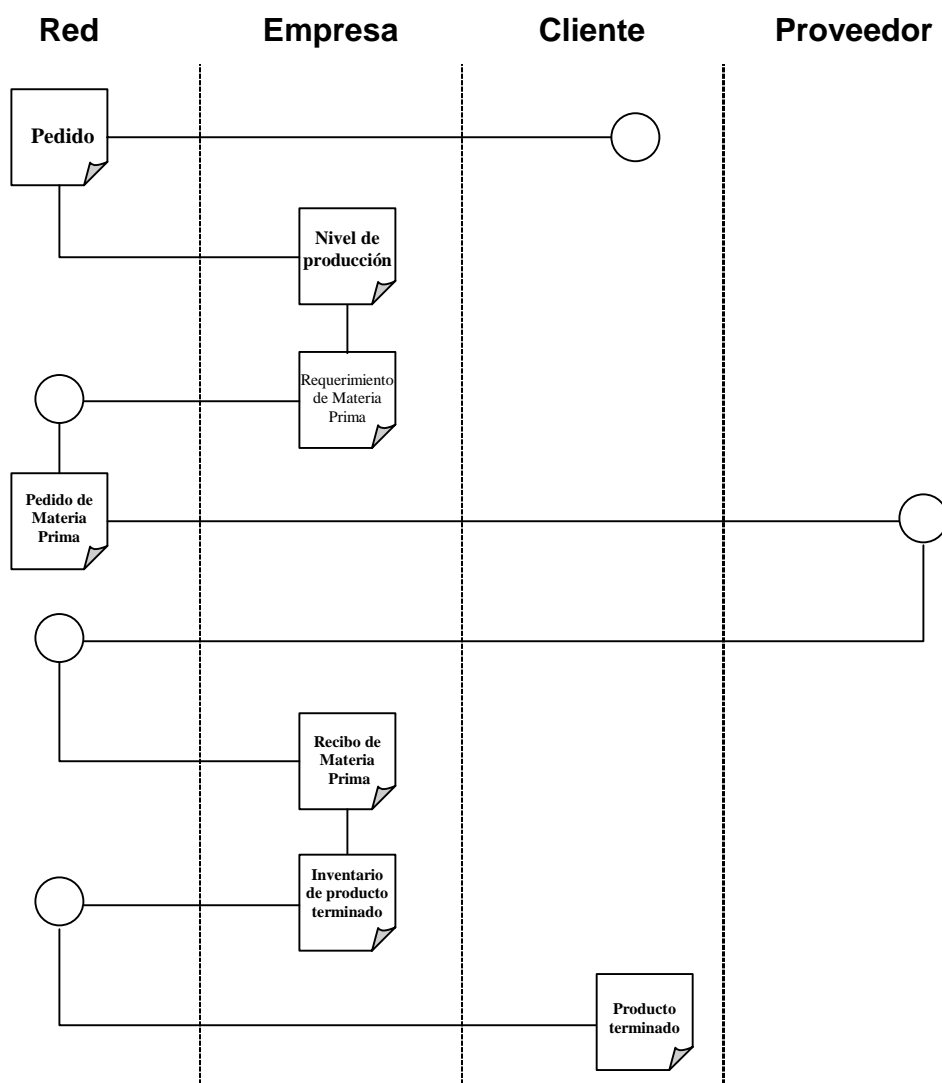 Red Empresa Cliente Proveedor
Pedido
Nivel de
producción
Requerimiento
de Materia
Prima
Pedido de
Materia
Prima
Recibo de
Materia
Prima
Inventario
de producto
terminado
Producto
terminado